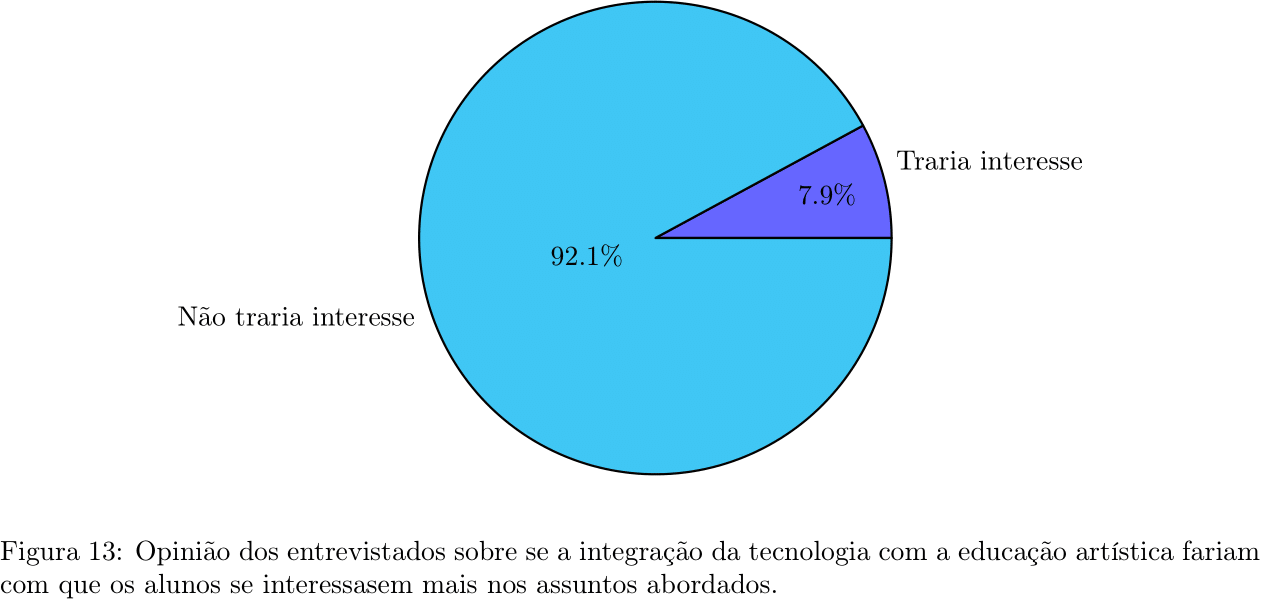 Traria interesse
7.9%
92.1%
Não traria interesse
Figura 13: Opinião dos entrevistados sobre se a integração da tecnologia com a educação artística fariam
com que os alunos se interessasem mais nos assuntos abordados.